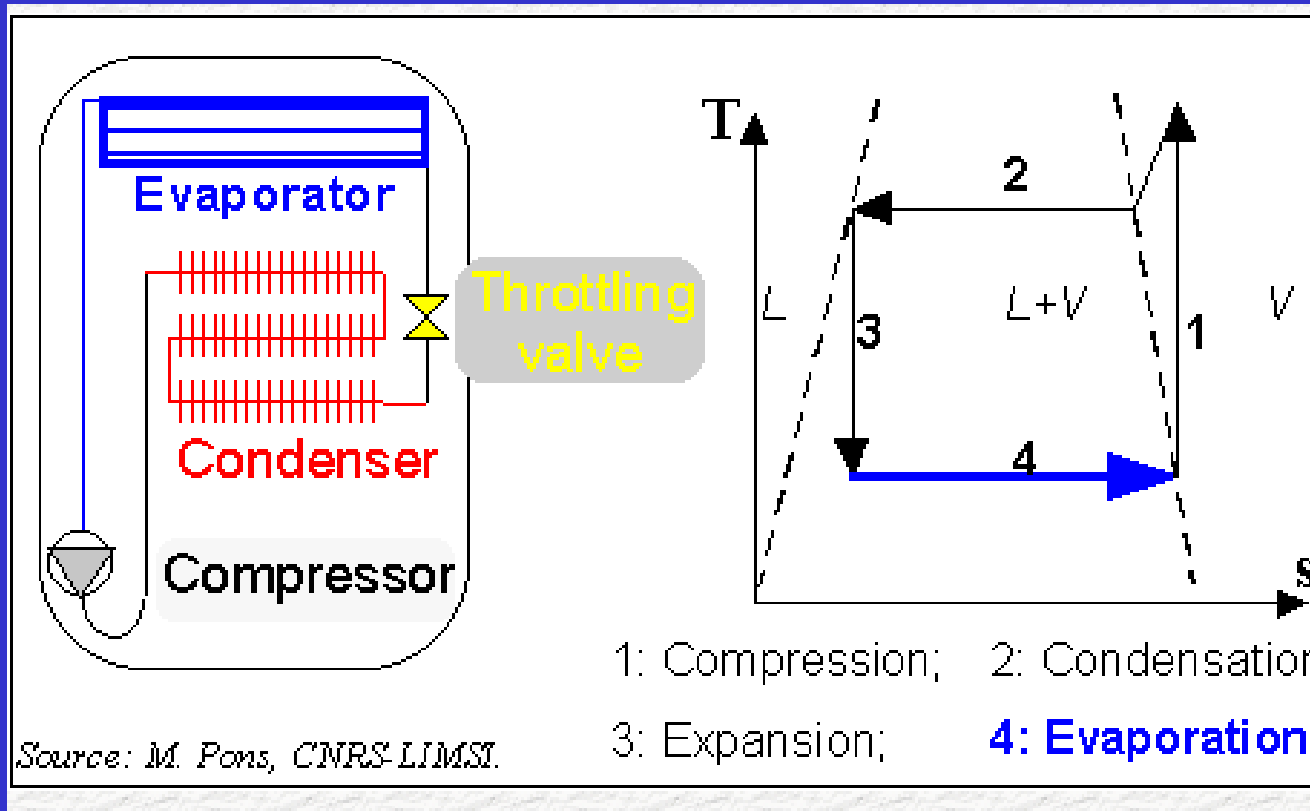 Evaporator
Throttling
valve
Condenser
Compressor
T
2
L
3
L+V
1
V
4
s
1: Compression; 2: Condensation
3: Expansion; 4: Evaporation
Source: M. Pons, CNRS-LIMSI.